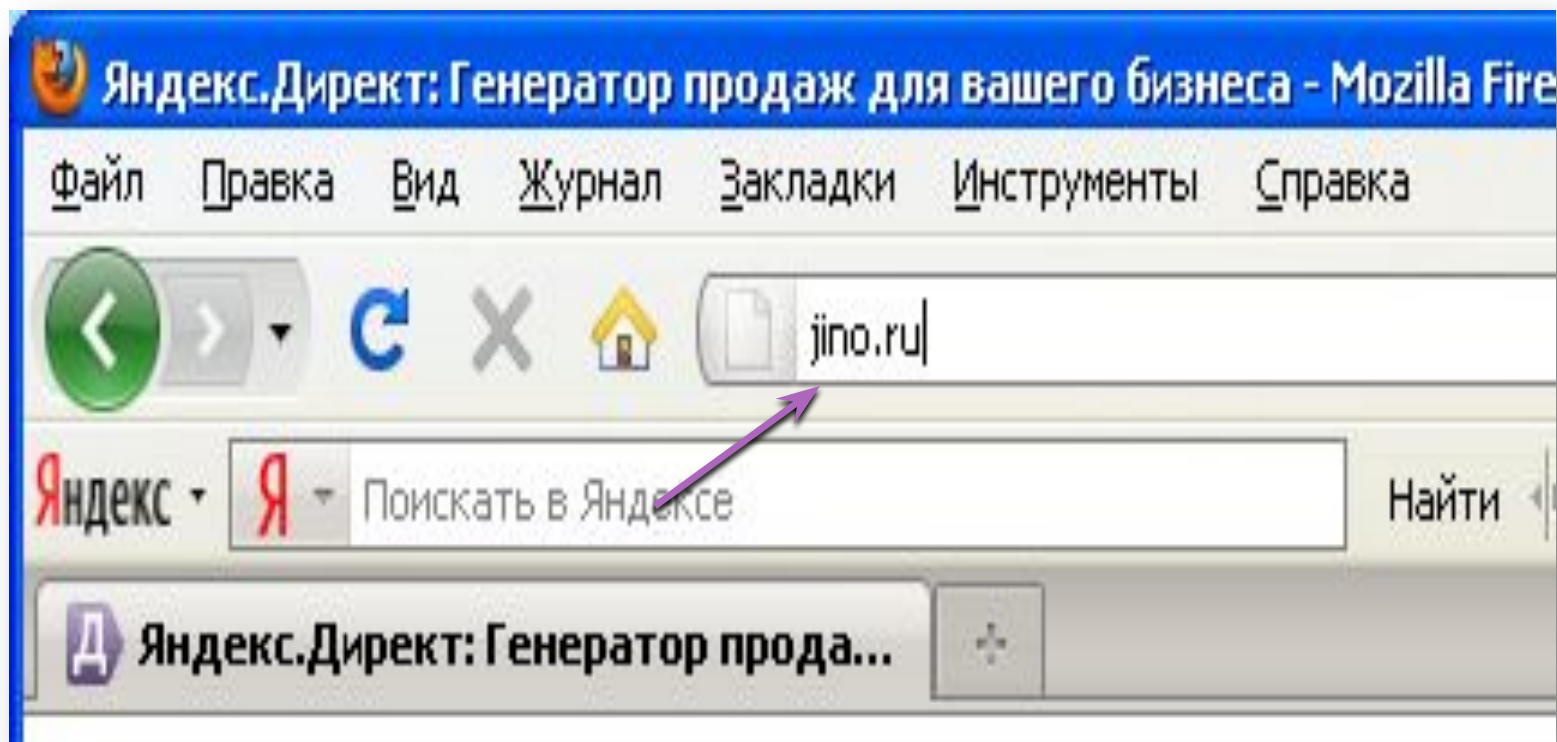 Яндекс.Директ: Генератор продаж для вашего бизнеса - Mozilla Fire
Файл Правка Вид Журнал Закладки Инструменты Справка
jino.ru
Яндекс Я Поискать в Яндексе Найти
Д Яндекс.Директ: Генератор прода...